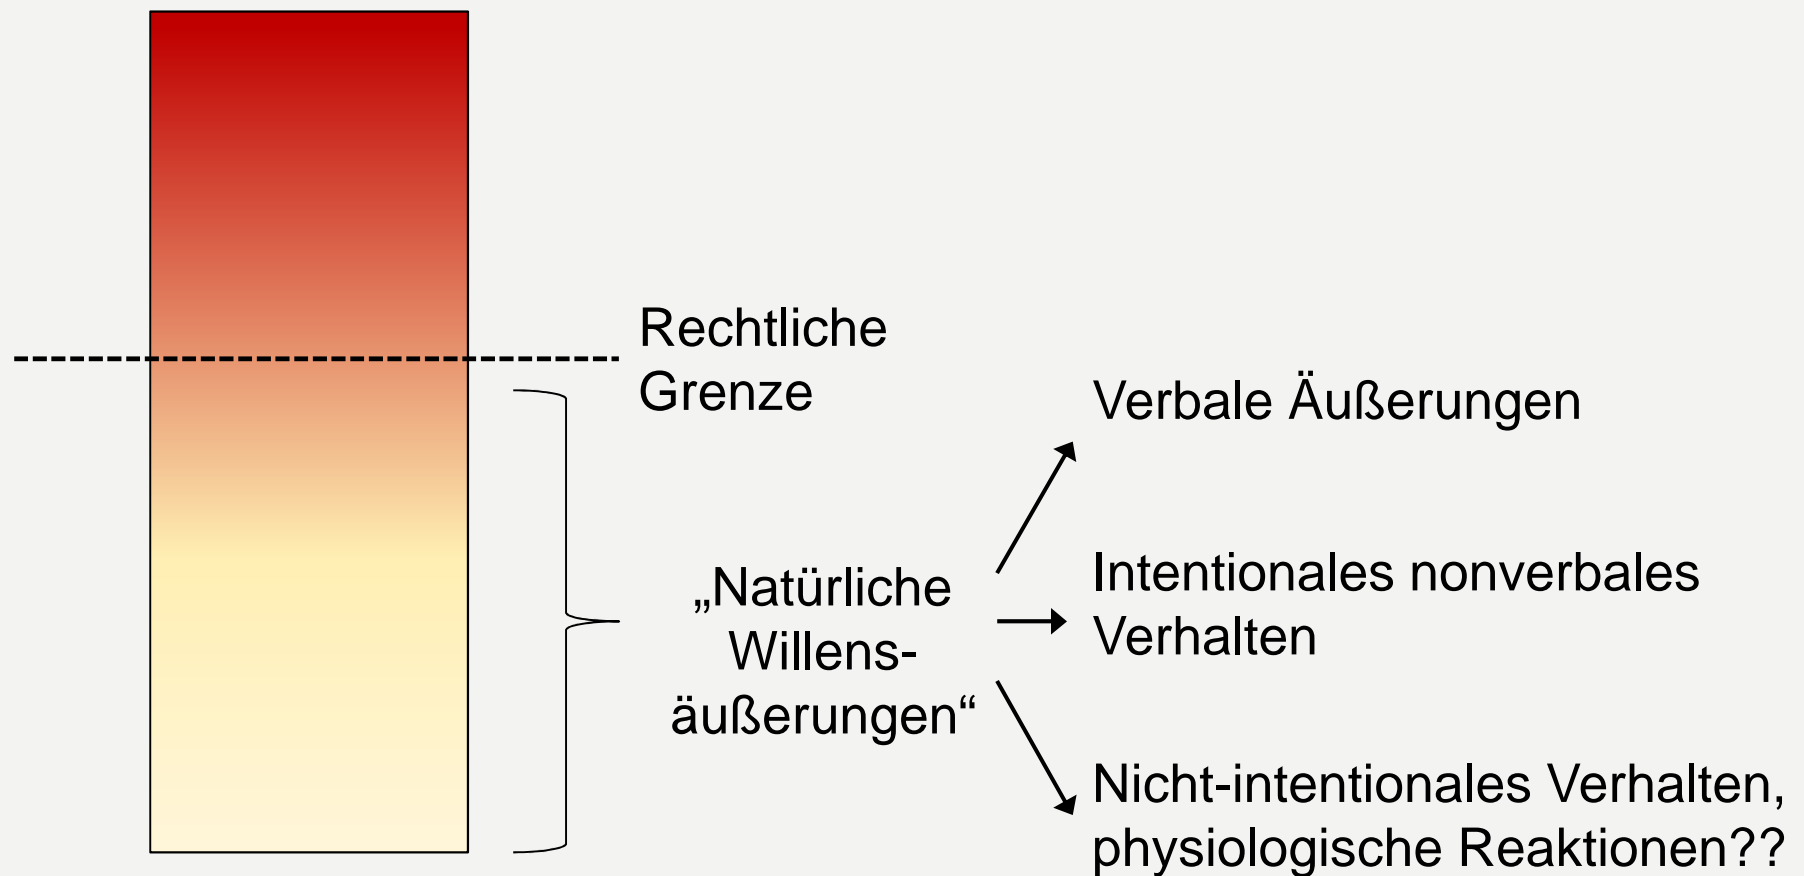 Rechtliche
Grenze
Verbale Äußerungen
„Natürliche
Willens-
äußerungen“
Intentionales nonverbales
Verhalten
Nicht-intentionales Verhalten,
physiologische Reaktionen??